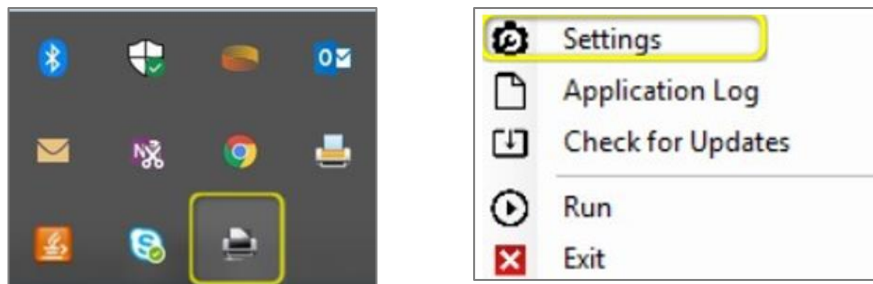 Settings
Application Log
Check for Updates
Run
Exit